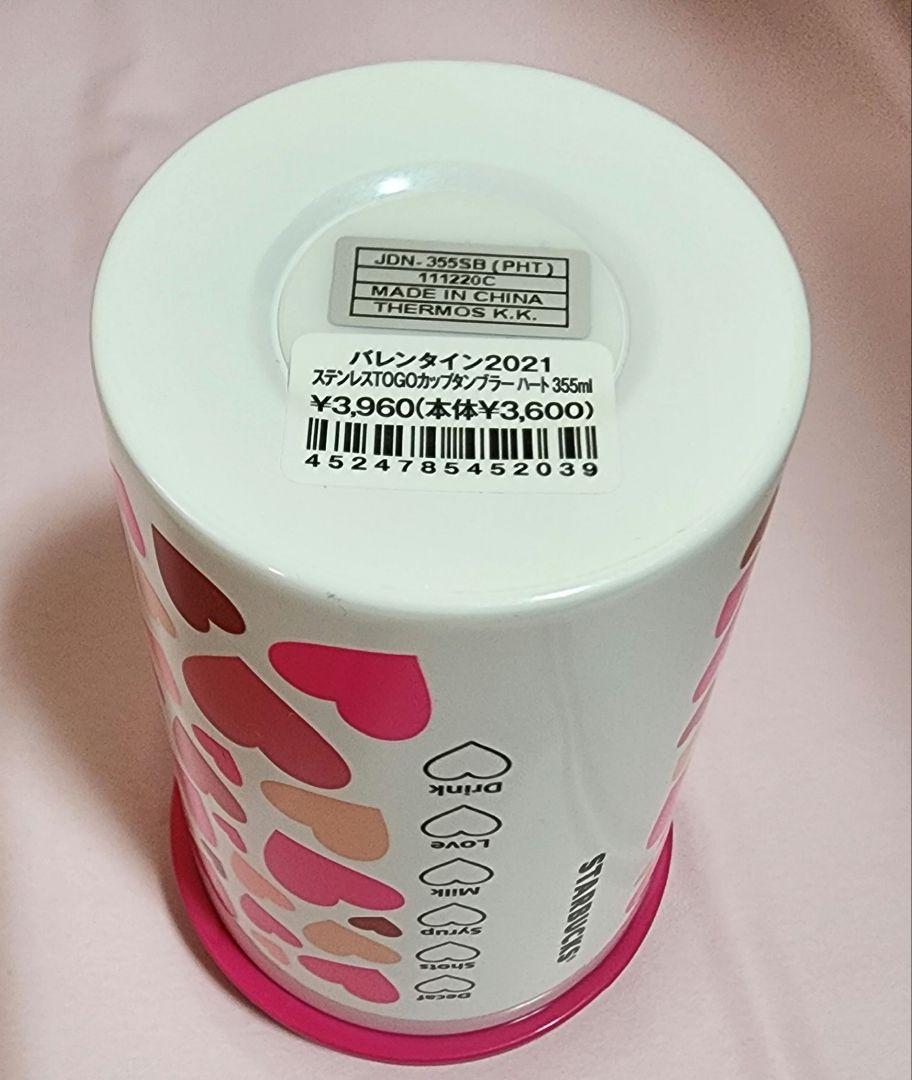 JDN-355SB (PHT)
111220C
MADE IN CHINA
THERMOS K.K.
バレンタイン2021
ステンレスTOGOカップタンブラー ハート 355ml
¥3,960(本体¥3,600)
4524785452039
Drink
Love
Milk
Syrup
Shots
Decaf
STARBUCKS